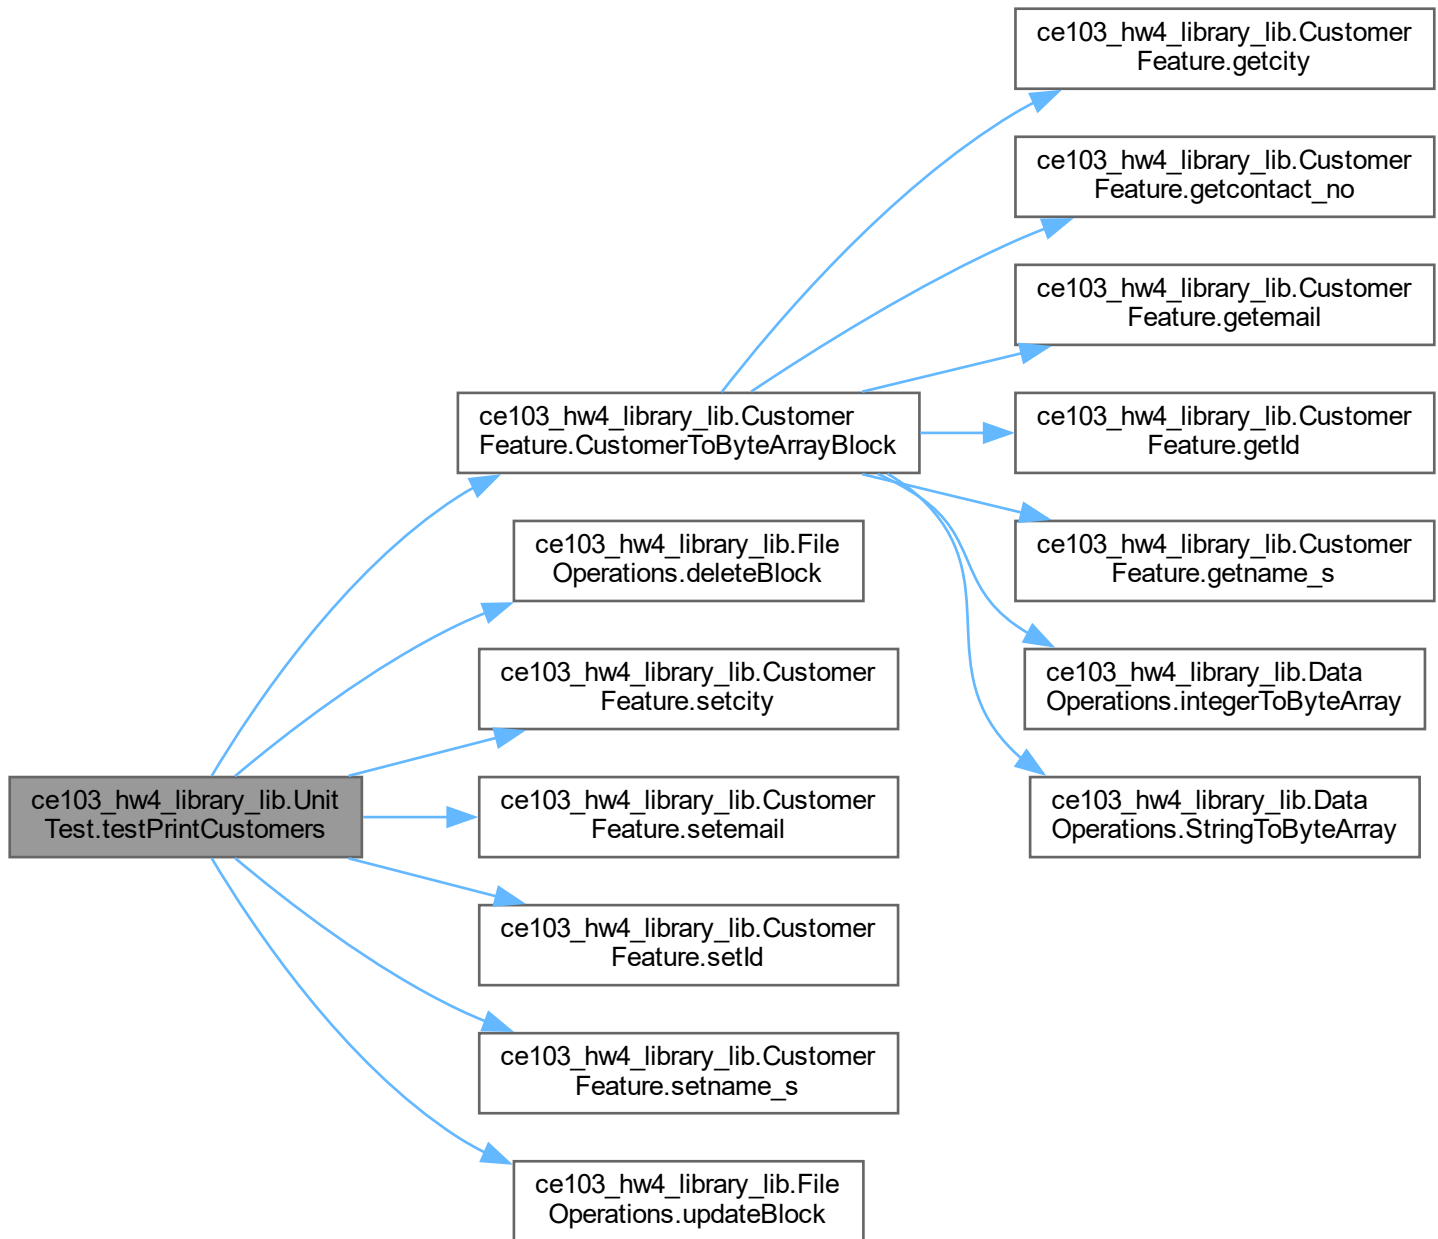 ce103_hw4_library_lib.Unit
Test.testPrintCustomers
ce103_hw4_library_lib.Customer
Feature.CustomerToByteArrayBlock
ce103_hw4_library_lib.File
Operations.deleteBlock
ce103_hw4_library_lib.Customer
Feature.setcity
ce103_hw4_library_lib.Customer
Feature.setemail
ce103_hw4_library_lib.Customer
Feature.setId
ce103_hw4_library_lib.Customer
Feature.setname_s
ce103_hw4_library_lib.File
Operations.updateBlock
ce103_hw4_library_lib.Customer
Feature.getcity
ce103_hw4_library_lib.Customer
Feature.getcontact_no
ce103_hw4_library_lib.Customer
Feature.getemail
ce103_hw4_library_lib.Customer
Feature.getId
ce103_hw4_library_lib.Customer
Feature.getname_s
ce103_hw4_library_lib.Data
Operations.integerToByteArray
ce103_hw4_library_lib.Data
Operations.StringToByteArray